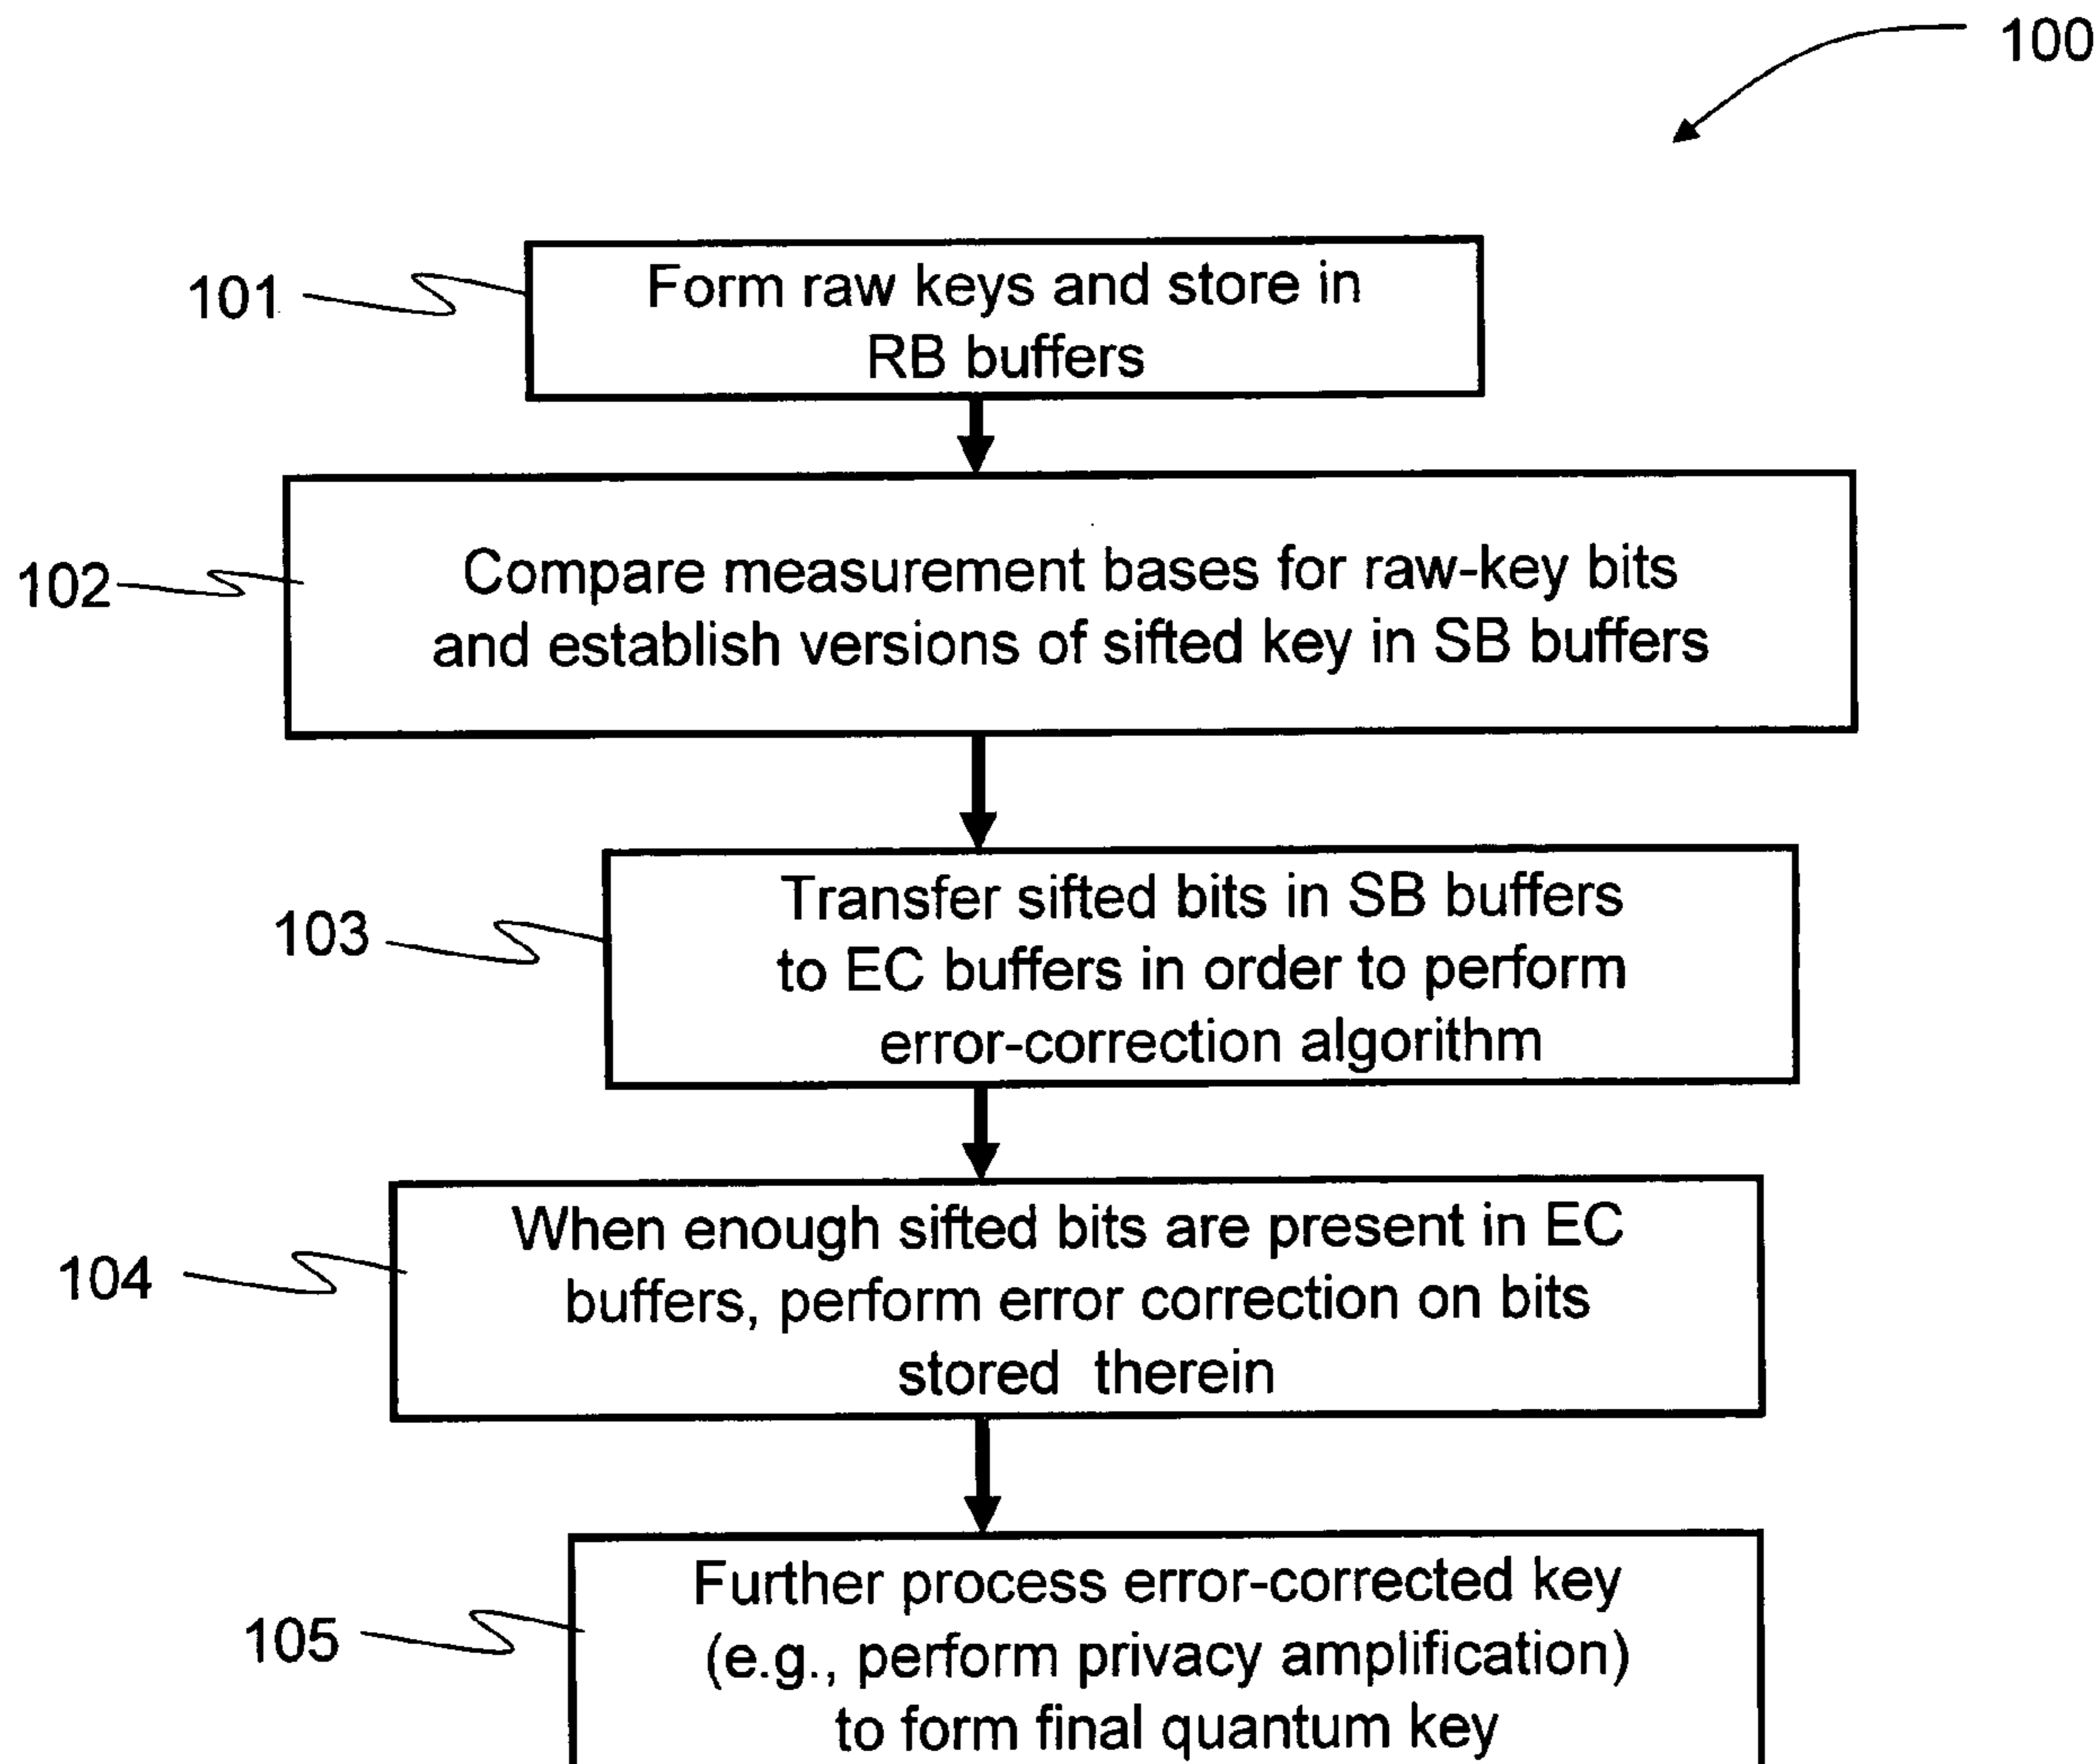 100
101
Form raw keys and store in
RB buffers
102
Compare measurement bases for raw-key bits
and establish versions of sifted key in SB buffers
103
Transfer sifted bits in SB buffers
to EC buffers in order to perform
error-correction algorithm
104
When enough sifted bits are present in EC
buffers, perform error correction on bits
stored therein
105
Further process error-corrected key
(e.g., perform privacy amplification)
to form final quantum key